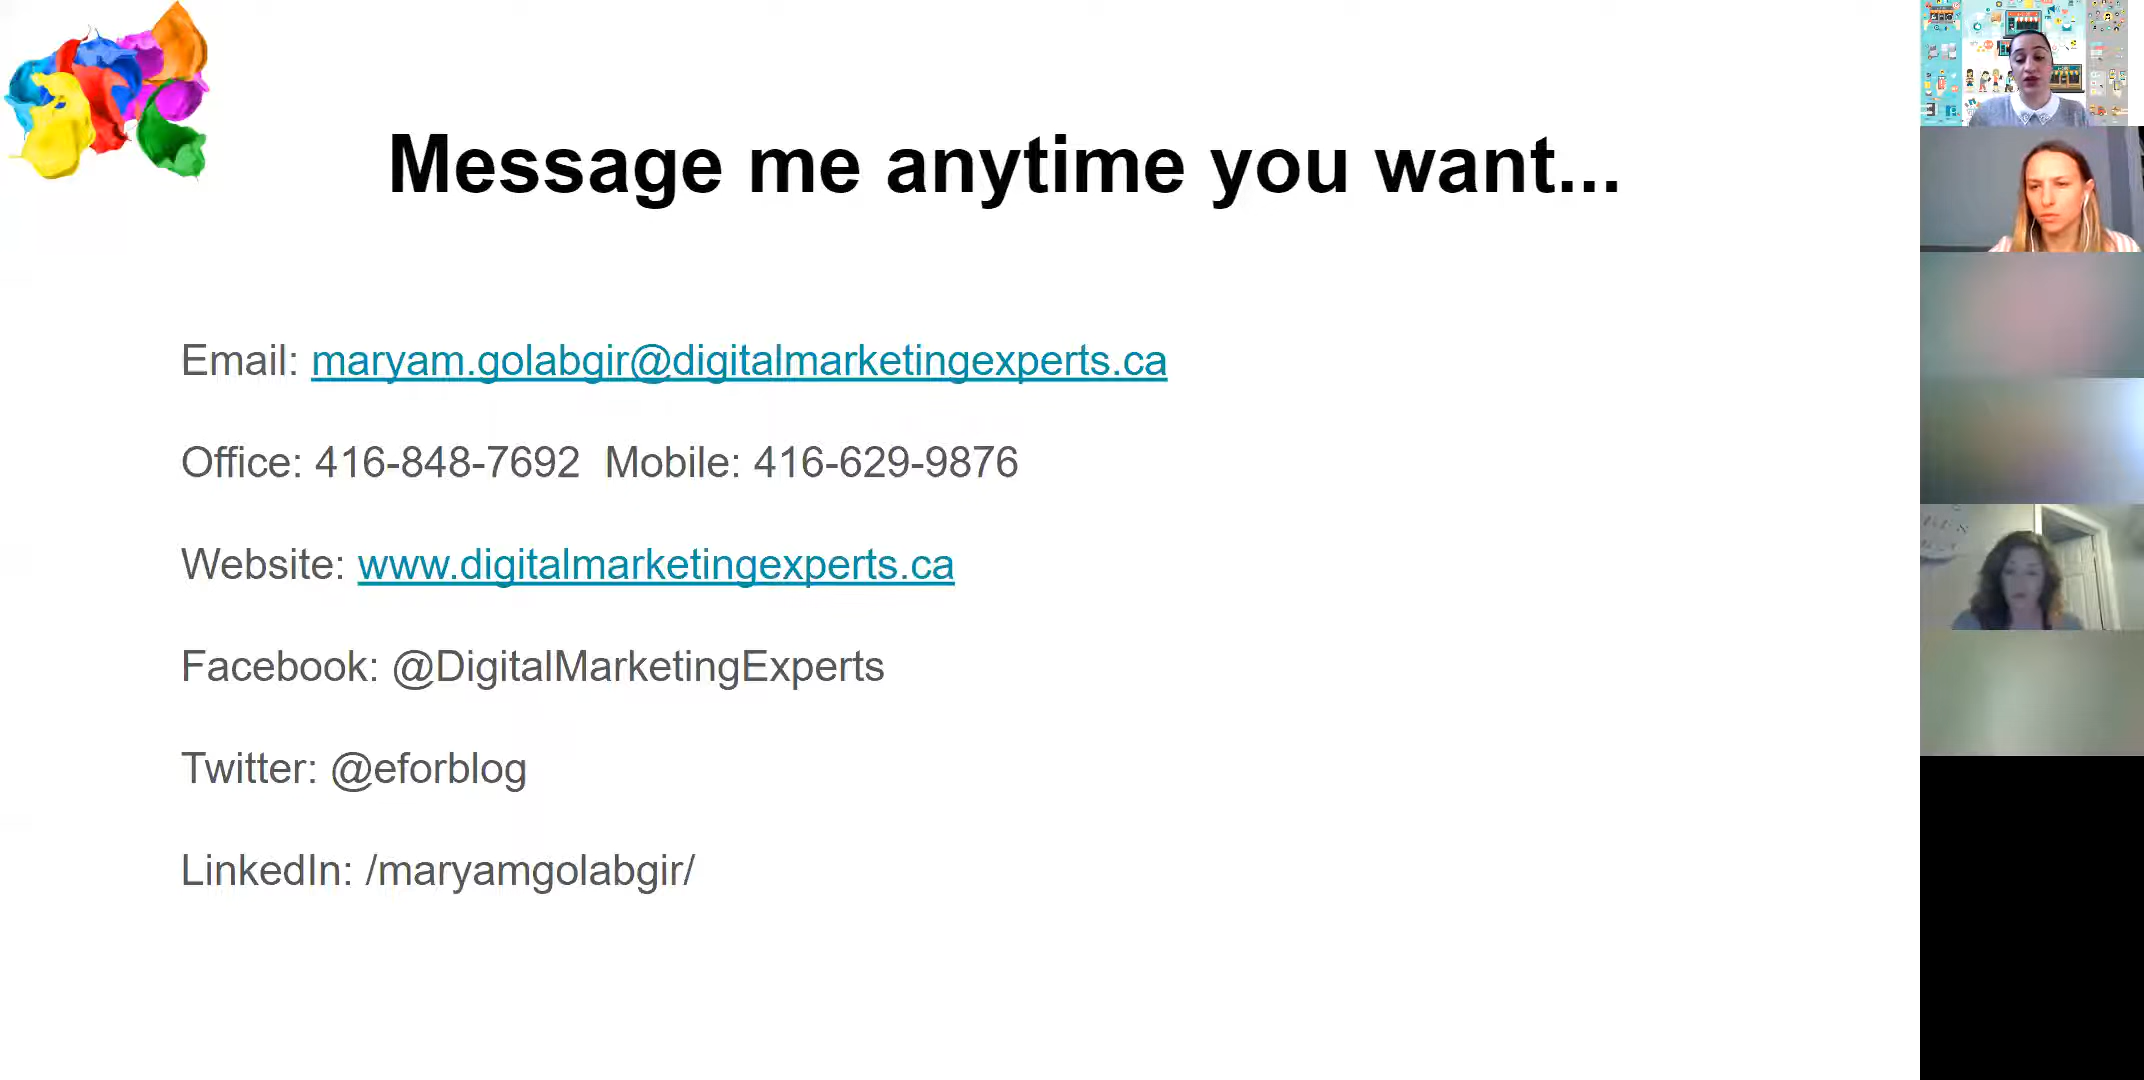 Message me anytime you want...
Email: maryam.golabgir@digitalmarketingexperts.ca
Office: 416-848-7692  Mobile: 416-629-9876
Website: www.digitalmarketingexperts.ca
Facebook: @DigitalMarketingExperts
Twitter: @eforblog
LinkedIn: /maryamgolabgir/